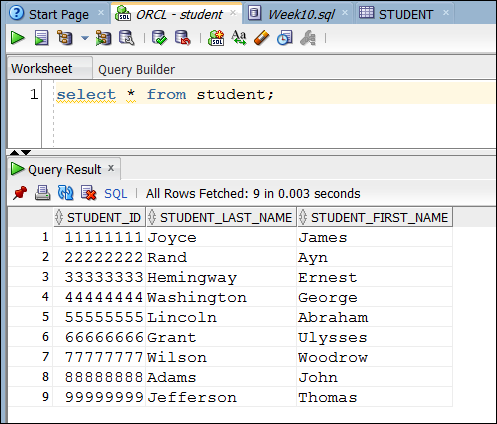 Start Page ORCL - student x Week10.sql x STUDENT x
Worksheet Query Builder
1 select * from student;
Query Result x
SQL | All Rows Fetched: 9 in 0.003 seconds
STUDENT_ID STUDENT_LAST_NAME STUDENT_FIRST_NAME
1 11111111 Joyce James
2 22222222 Rand Ayn
3 33333333 Hemingway Ernest
4 44444444 Washington George
5 55555555 Lincoln Abraham
6 66666666 Grant Ulysses
7 77777777 Wilson Woodrow
8 88888888 Adams John
9 99999999 Jefferson Thomas